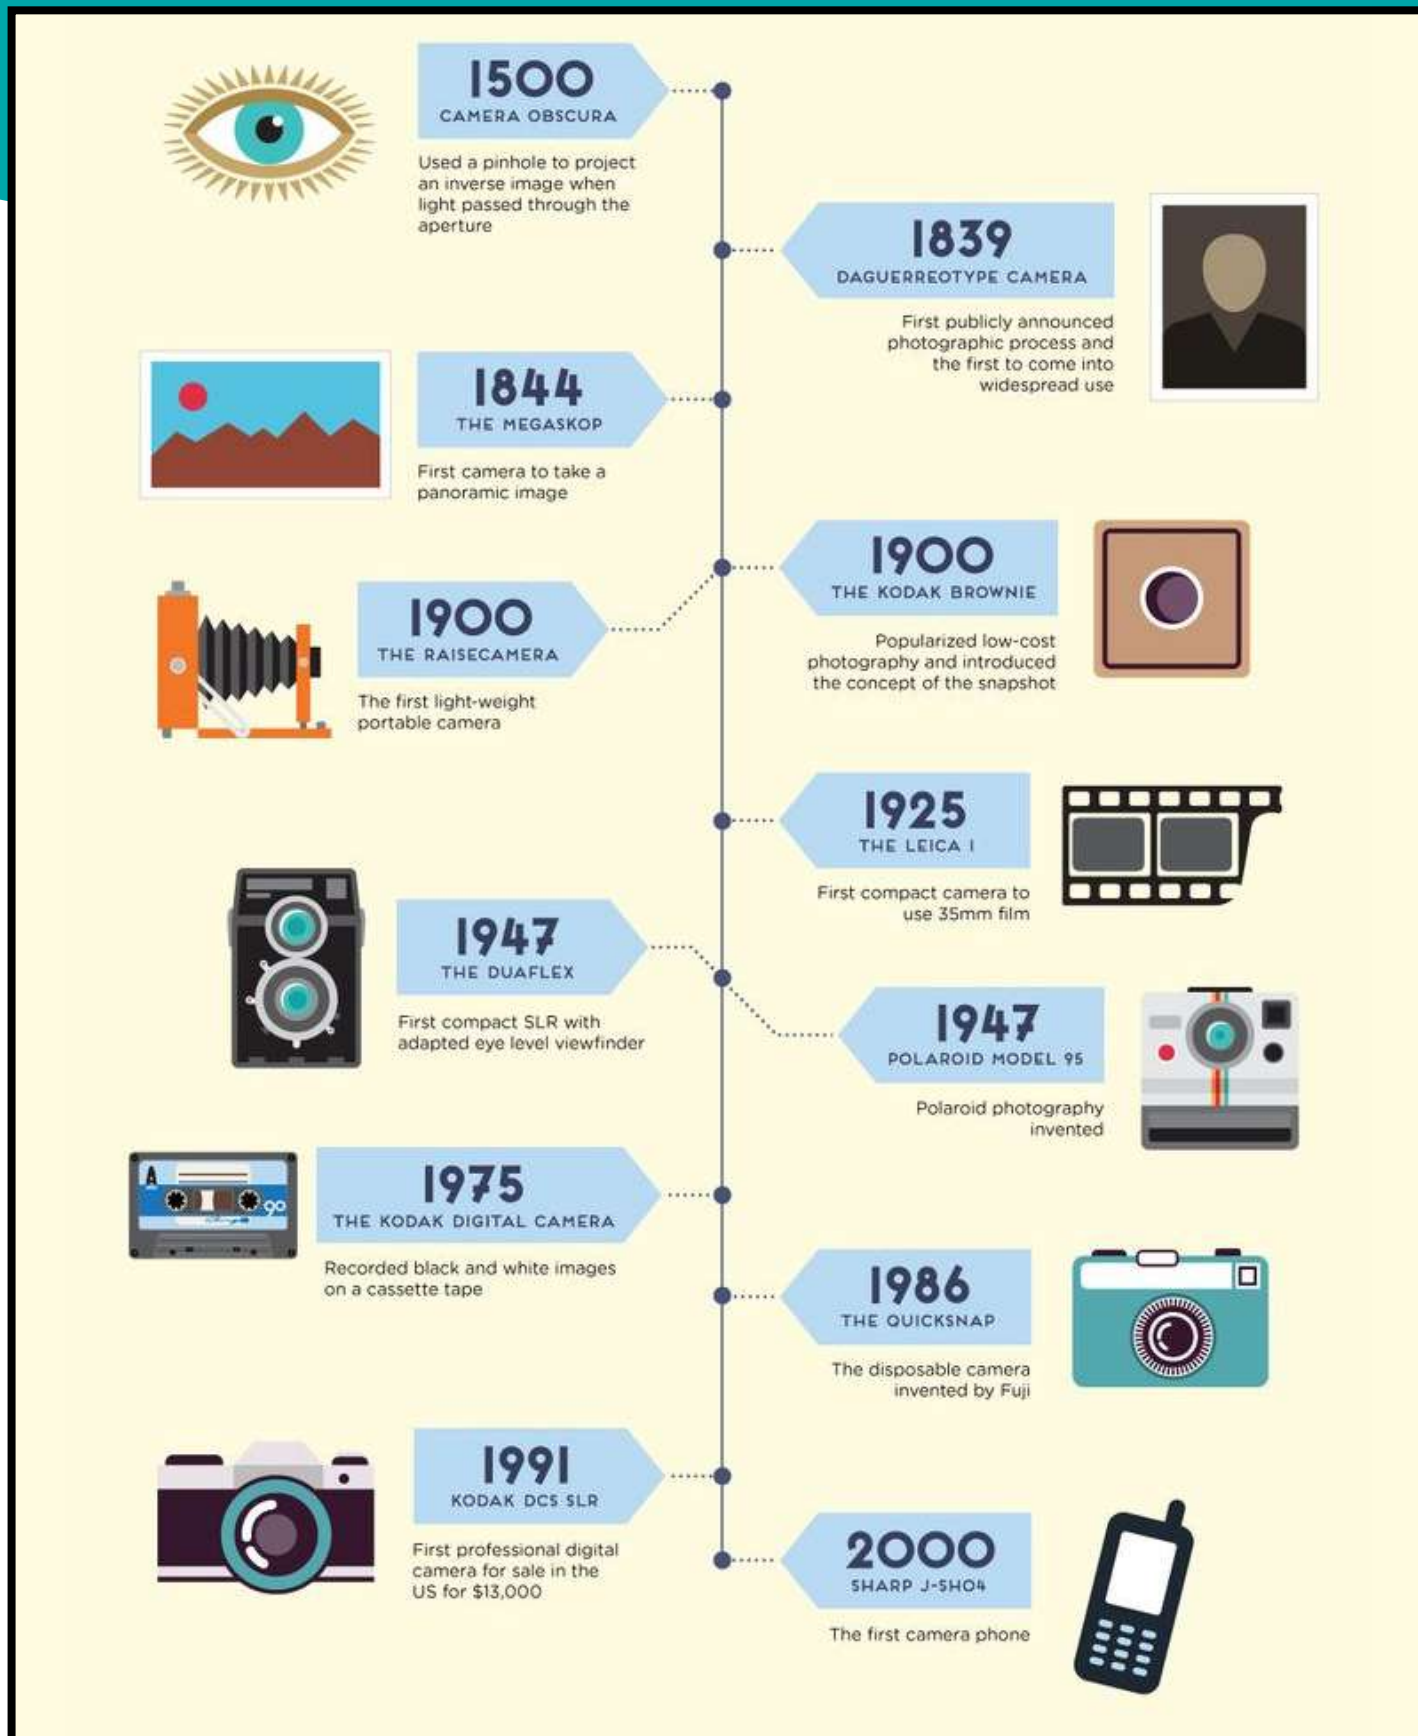 1500
CAMERA OBSCURA
Used a pinhole to project
an inverse image when
light passed through the
aperture
1839
DAGUERREOTYPE CAMERA
First publicly announced
photographic process and
the first to come into
widespread use
1844
THE MEGASKOP
First camera to take a
panoramic image
1900
THE KODAK BROWNIE
Popularized low-cost
photography and introduced
the concept of the snapshot
1900
THE RAISECAMERA
The first light-weight
portable camera
1925
THE LEICA I
First compact camera to
use 35mm film
1947
THE DUAFLEX
First compact SLR with
adapted eye level viewfinder
1947
POLAROID MODEL 95
Polaroid photography
invented
A
90
1975
THE KODAK DIGITAL CAMERA
Recorded black and white images
on a cassette tape
1986
THE QUICKSNAP
The disposable camera
invented by Fuji
1991
KODAK DCS SLR
First professional digital
camera for sale in the
US for $13,000
2000
SHARP J-SH04
The first camera phone